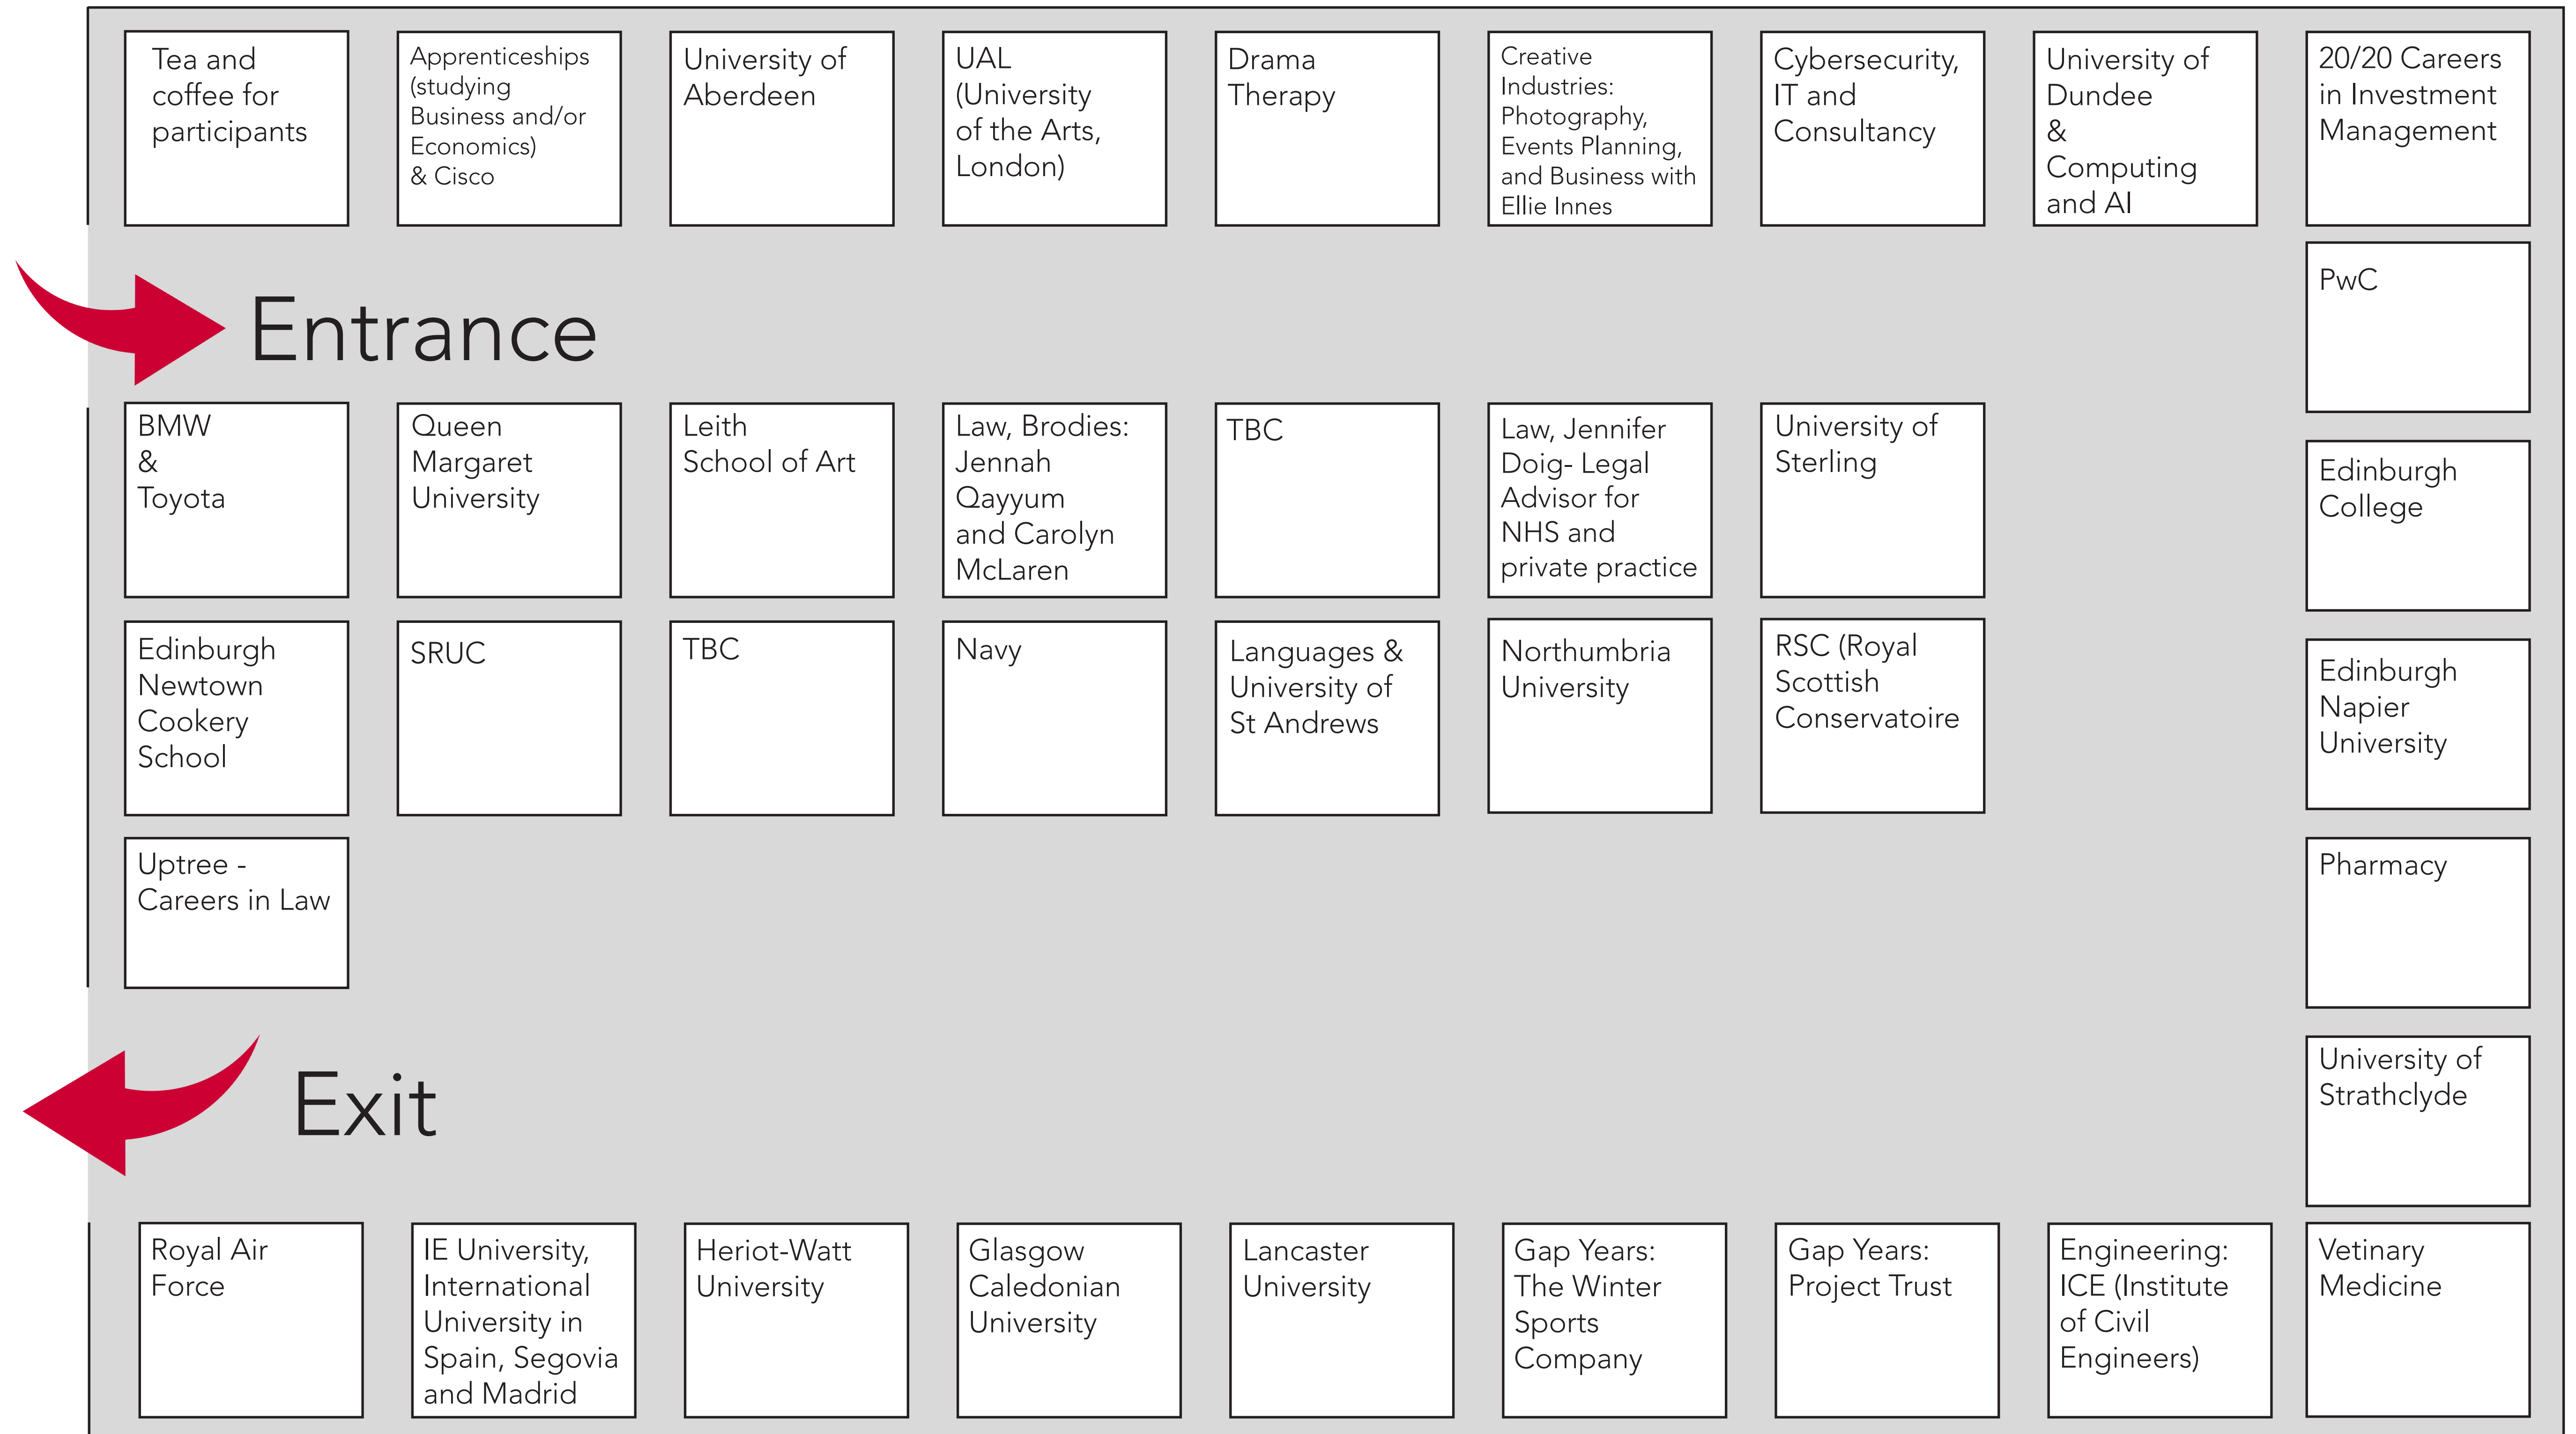 Tea and
coffee for
participants
Apprenticeships
(studying
Business and/or
Economics)
& Cisco
University of
Aberdeen
UAL
(University
of the Arts,
London)
Drama
Therapy
Creative
Industries:
Photography,
Events Planning,
and Business with
Ellie Innes
Cybersecurity,
IT and
Consultancy
University of
Dundee
&
Computing
and AI
20/20 Careers
in Investment
Management
PwC
Entrance
BMW
&
Toyota
Queen
Margaret
University
Leith
School of Art
Law, Brodies:
Jennah
Qayyum
and Carolyn
McLaren
TBC
Law, Jennifer
Doig- Legal
Advisor for
NHS and
private practice
University of
Sterling
Edinburgh
College
Edinburgh
Newtown
Cookery
School
SRUC
TBC
Navy
Languages &
University of
St Andrews
Northumbria
University
RSC (Royal
Scottish
Conservatoire
Edinburgh
Napier
University
Uptree -
Careers in Law
Pharmacy
Exit
University of
Strathclyde
Royal Air
Force
IE University,
International
University in
Spain, Segovia
and Madrid
Heriot-Watt
University
Glasgow
Caledonian
University
Lancaster
University
Gap Years:
The Winter
Sports
Company
Gap Years:
Project Trust
Engineering:
ICE (Institute
of Civil
Engineers)
Vetinary
Medicine